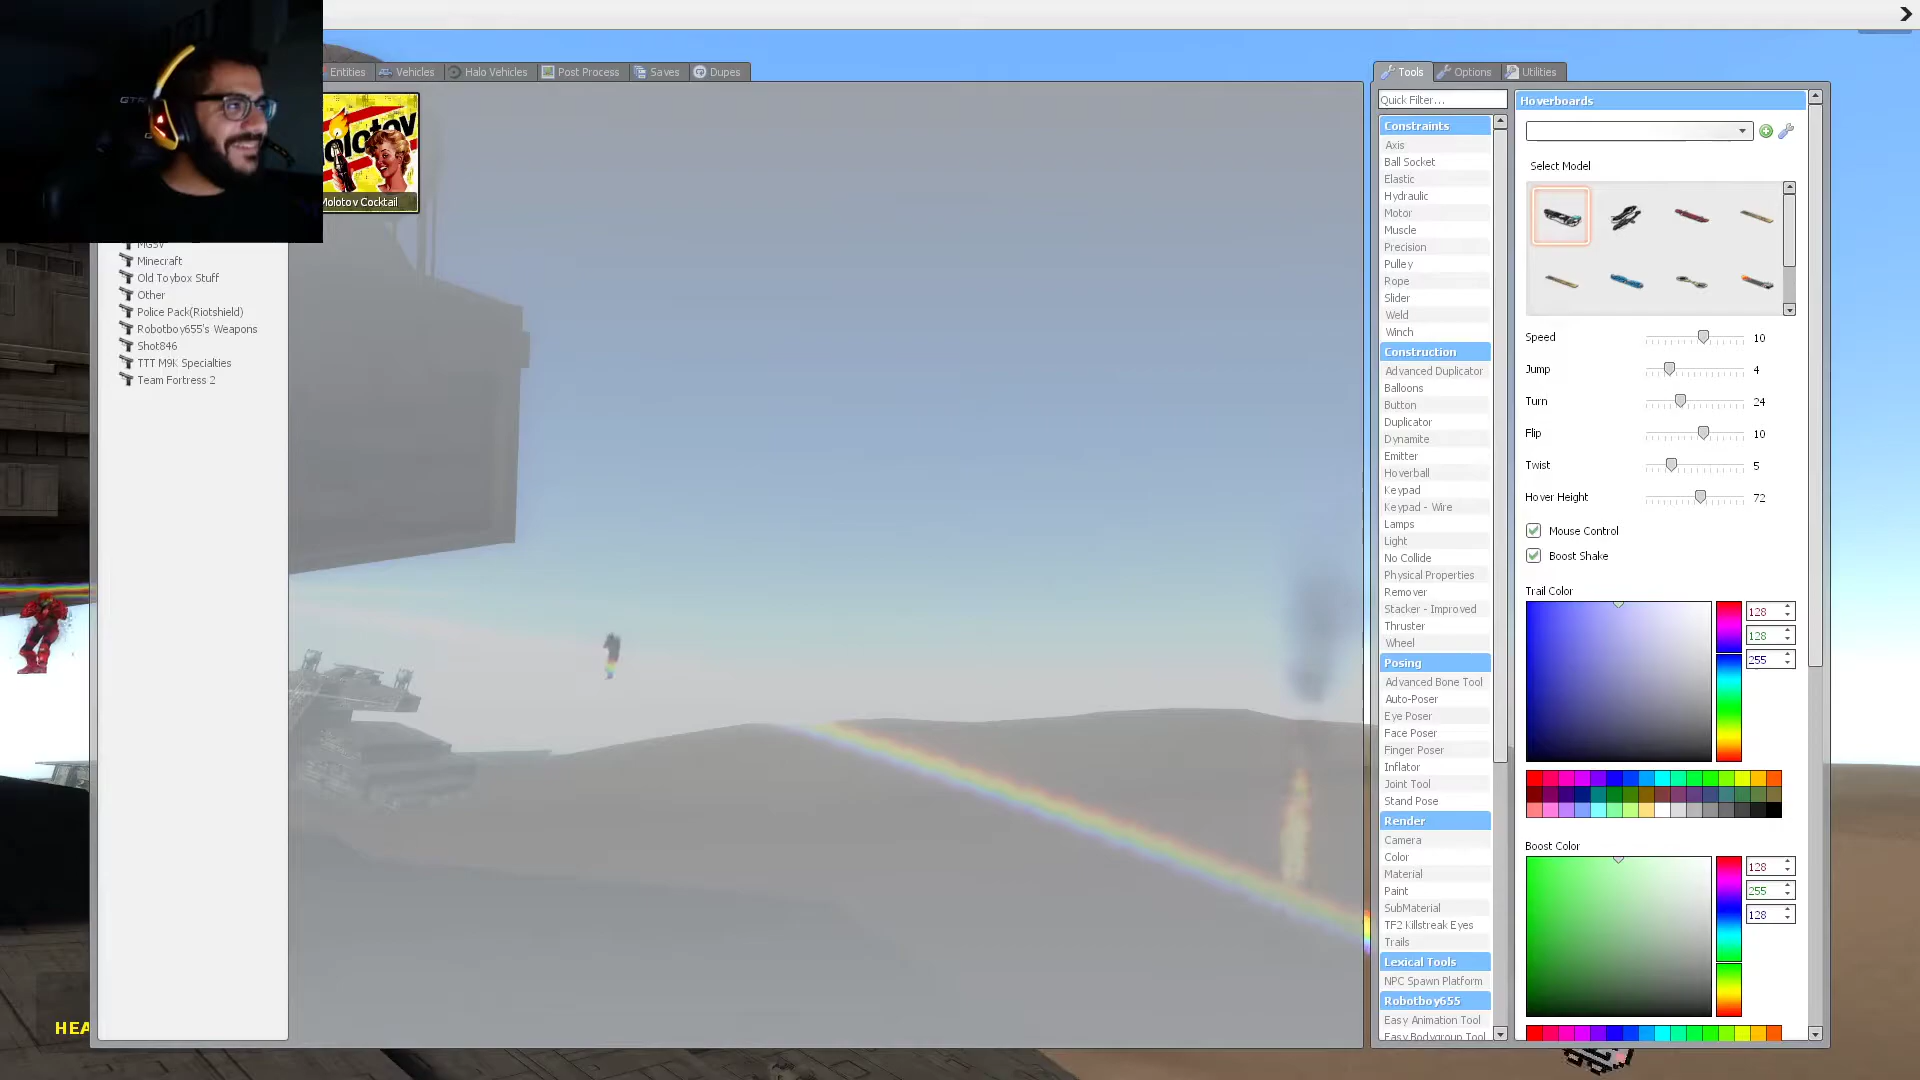 Entities
Vehicles
Halo Vehicles
Post Process
Saves
Dupes
Molotov Cocktail
MGSV
Minecraft
Old Toybox Stuff
Other
Police Pack(Riotshield)
Robotboy655's Weapons
Shot846
TTT M9K Specialties
Team Fortress 2
HEA
Tools
Options
Utilities
Quick Filter...
Constraints
Axis
Ball Socket
Elastic
Hydraulic
Motor
Muscle
Precision
Pulley
Rope
Slider
Weld
Winch
Construction
Advanced Duplicator
Balloons
Button
Duplicator
Dynamite
Emitter
Hoverball
Keypad
Keypad - Wire
Lamps
Light
No Collide
Physical Properties
Remover
Stacker - Improved
Thruster
Wheel
Posing
Advanced Bone Tool
Auto-Poser
Eye Poser
Face Poser
Finger Poser
Inflator
Joint Tool
Stand Pose
Render
Camera
Color
Material
Paint
SubMaterial
TF2 Killstreak Eyes
Trails
Lexical Tools
NPC Spawn Platform
Robotboy655
Easy Animation Tool
Easy Bodygroup Tool
Hoverboards
Select Model
Speed 10
Jump 4
Turn 24
Flip 10
Twist 5
Hover Height 72
Mouse Control
Boost Shake
Trail Color
128
128
255
Boost Color
128
255
128